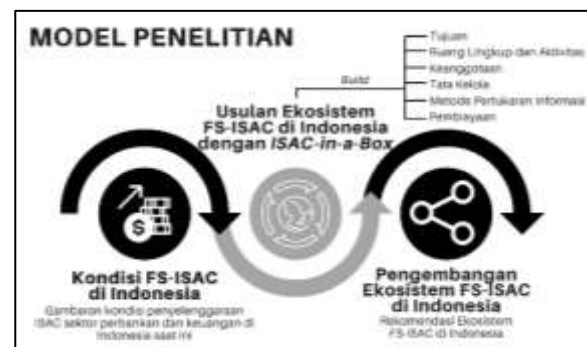 MODEL PENELITIAN
Tujuan
Ruang Lingkup dan Aktivitas
Keanggotaan
Tata Kelola
Metode Pertukaran Informasi
Pembiayaan
Build
Usulan Ekosistem
FS-ISAC di Indonesia
dengan ISAC-in-a-Box
$
Kondisi FS-ISAC
di Indonesia
Gambaran kondisi penyelenggaraan
ISAC sektor perbankan dan keuangan di
Indonesia saat ini
Pengembangan
Ekosistem FS-ISAC
di Indonesia
Rekomendasi Ekosistem
FS-ISAC di Indonesia